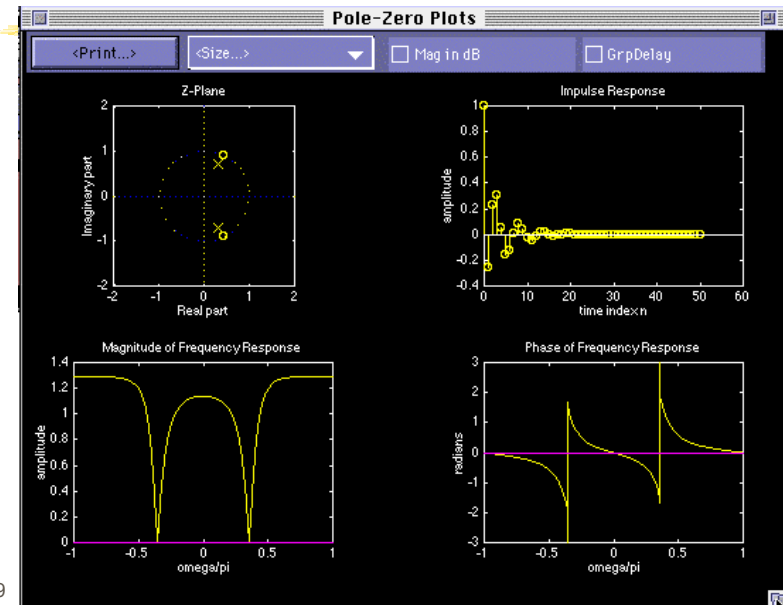 Pole-Zero Plots
<Print...> <Size...> Mag in dB GrpDelay
Z-Plane
Imaginary part
2
1
0
-1
-2
-2 -1 0 1 2
Real part
Impulse Response
amplitude
1
0.8
0.6
0.4
0.2
0
-0.2
-0.4
0 10 20 30 40 50 60
time index n
Magnitude of Frequency Response
amplitude
1.4
1.2
1
0.8
0.6
0.4
0.2
0
-1 -0.5 0 0.5 1
omega/pi
Phase of Frequency Response
radians
3
2
1
0
-1
-2
-3
-1 -0.5 0 0.5 1
omega/pi
9